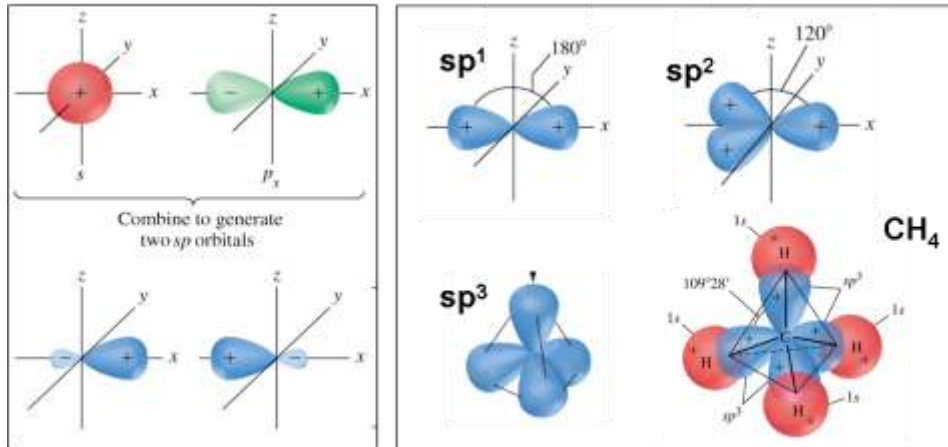 z
z
y
y
+
x
−
+
x
s
pₓ
Combine to generate
two sp orbitals
z
z
y
y
−
+
x
+
−
x
sp¹
z
180°
y
+
+
x
sp²
z
120°
y
+
+
+
x
sp³
CH₄
1s
+
H
109°28'
sp³
+
1s
1s
+
H
+
+
C
+
+
H
sp³
H
+
1s